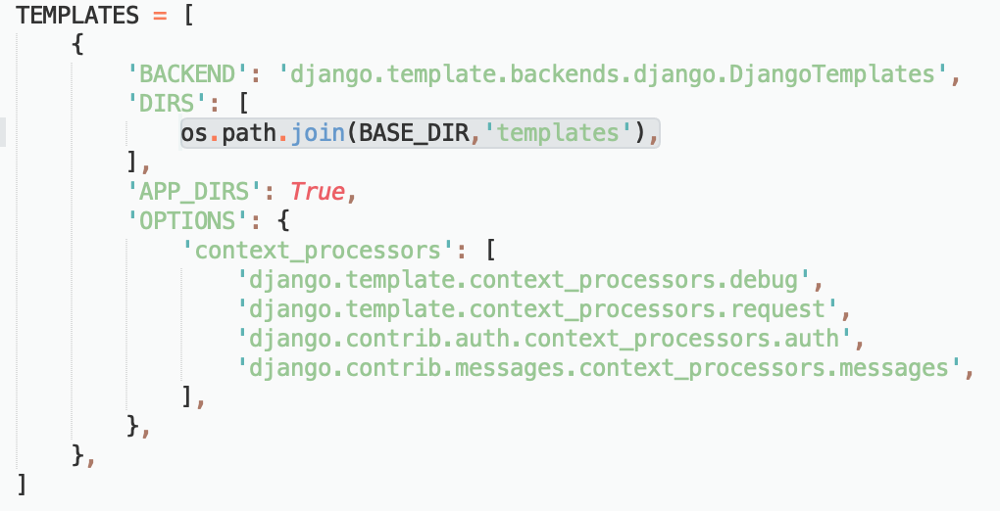 TEMPLATES = [
    {
        'BACKEND': 'django.template.backends.django.DjangoTemplates',
        'DIRS': [
            os.path.join(BASE_DIR,'templates'),
        ],
        'APP_DIRS': True,
        'OPTIONS': {
            'context_processors': [
                'django.template.context_processors.debug',
                'django.template.context_processors.request',
                'django.contrib.auth.context_processors.auth',
                'django.contrib.messages.context_processors.messages',
            ],
        },
    },
]